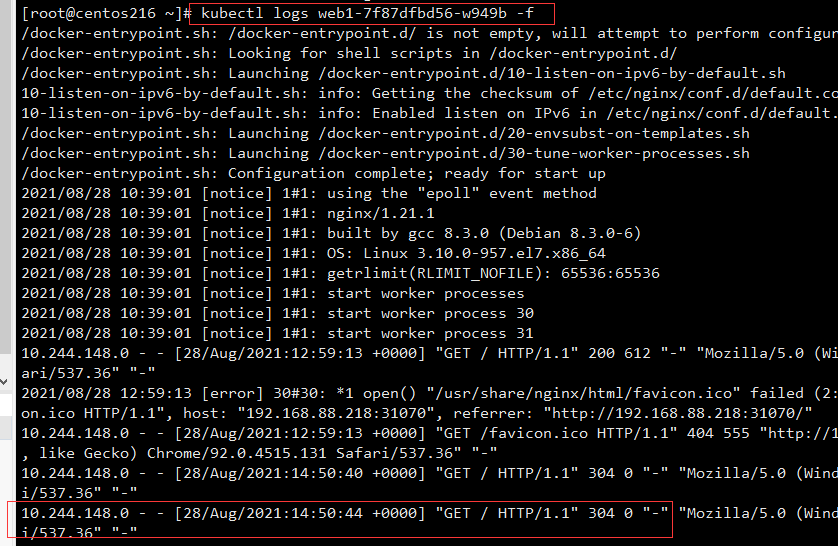 [root@centos216 ~]# kubectl logs web1-7f87dfbd56-w949b -f
/docker-entrypoint.sh: /docker-entrypoint.d/ is not empty, will attempt to perform configur
/docker-entrypoint.sh: Looking for shell scripts in /docker-entrypoint.d/
/docker-entrypoint.sh: Launching /docker-entrypoint.d/10-listen-on-ipv6-by-default.sh
10-listen-on-ipv6-by-default.sh: info: Getting the checksum of /etc/nginx/conf.d/default.co
10-listen-on-ipv6-by-default.sh: info: Enabled listen on IPv6 in /etc/nginx/conf.d/default.
/docker-entrypoint.sh: Launching /docker-entrypoint.d/20-envsubst-on-templates.sh
/docker-entrypoint.sh: Launching /docker-entrypoint.d/30-tune-worker-processes.sh
/docker-entrypoint.sh: Configuration complete; ready for start up
2021/08/28 10:39:01 [notice] 1#1: using the "epoll" event method
2021/08/28 10:39:01 [notice] 1#1: nginx/1.21.1
2021/08/28 10:39:01 [notice] 1#1: built by gcc 8.3.0 (Debian 8.3.0-6)
2021/08/28 10:39:01 [notice] 1#1: OS: Linux 3.10.0-957.el7.x86_64
2021/08/28 10:39:01 [notice] 1#1: getrlimit(RLIMIT_NOFILE): 65536:65536
2021/08/28 10:39:01 [notice] 1#1: start worker processes
2021/08/28 10:39:01 [notice] 1#1: start worker process 30
2021/08/28 10:39:01 [notice] 1#1: start worker process 31
10.244.148.0 - - [28/Aug/2021:12:59:13 +0000] "GET / HTTP/1.1" 200 612 "-" "Mozilla/5.0 (Wi
ari/537.36" "-"
2021/08/28 12:59:13 [error] 30#30: *1 open() "/usr/share/nginx/html/favicon.ico" failed (2:
on.ico HTTP/1.1", host: "192.168.88.218:31070", referrer: "http://192.168.88.218:31070/"
10.244.148.0 - - [28/Aug/2021:12:59:13 +0000] "GET /favicon.ico HTTP/1.1" 404 555 "http://1
, like Gecko) Chrome/92.0.4515.131 Safari/537.36" "-"
10.244.148.0 - - [28/Aug/2021:14:50:40 +0000] "GET / HTTP/1.1" 304 0 "-" "Mozilla/5.0 (Wind
i/537.36" "-"
10.244.148.0 - - [28/Aug/2021:14:50:44 +0000] "GET / HTTP/1.1" 304 0 "-" "Mozilla/5.0 (Wind
i/537.36" "-"